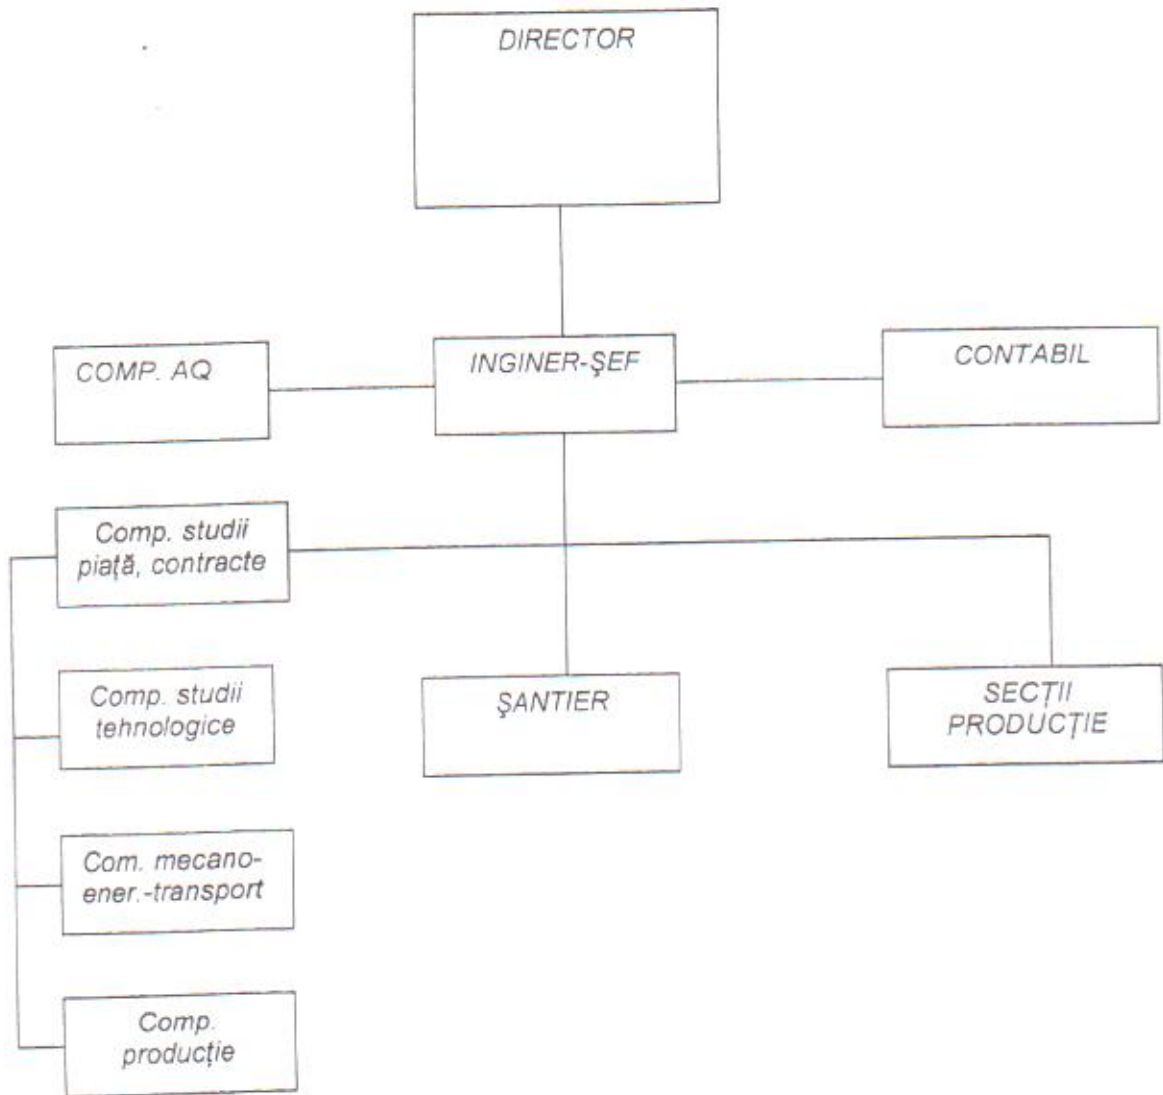 DIRECTOR
COMP. AQ
INGINER-ŞEF
CONTABIL
Comp. studii
piaţă, contracte
Comp. studii
tehnologice
ŞANTIER
SECŢII
PRODUCŢIE
Com. mecano-
ener.-transport
Comp.
producţie